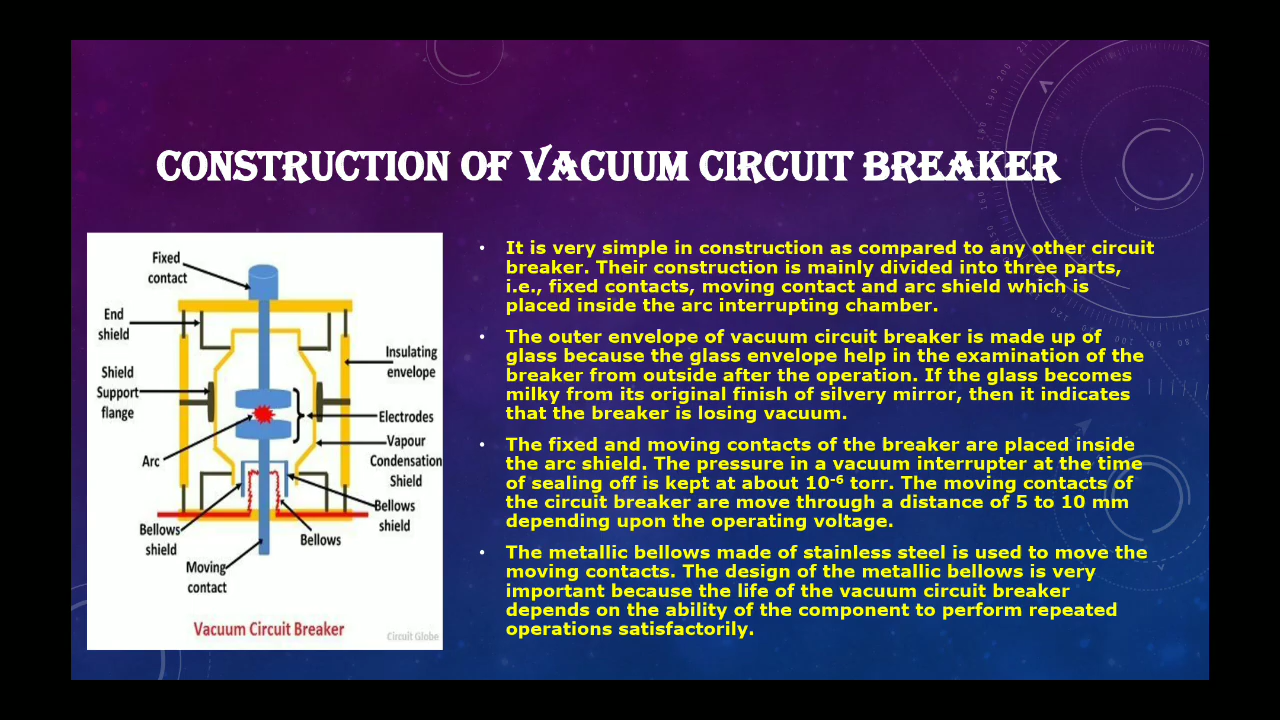 CONSTRUCTION OF VACUUM CIRCUIT BREAKER
Fixed
contact
End
shield
Shield
Support
flange
Arc
Bellows
shield
Moving
contact
Insulating
envelope
Electrodes
Vapour
Condensation
Shield
Bellows
shield
Bellows
Vacuum Circuit Breaker
Circuit Globe
• It is very simple in construction as compared to any other circuit
breaker. Their construction is mainly divided into three parts,
i.e., fixed contacts, moving contact and arc shield which is
placed inside the arc interrupting chamber.
• The outer envelope of vacuum circuit breaker is made up of
glass because the glass envelope help in the examination of the
breaker from outside after the operation. If the glass becomes
milky from its original finish of silvery mirror, then it indicates
that the breaker is losing vacuum.
• The fixed and moving contacts of the breaker are placed inside
the arc shield. The pressure in a vacuum interrupter at the time
of sealing off is kept at about 10⁻⁶ torr. The moving contacts of
the circuit breaker are move through a distance of 5 to 10 mm
depending upon the operating voltage.
• The metallic bellows made of stainless steel is used to move the
moving contacts. The design of the metallic bellows is very
important because the life of the vacuum circuit breaker
depends on the ability of the component to perform repeated
operations satisfactorily.